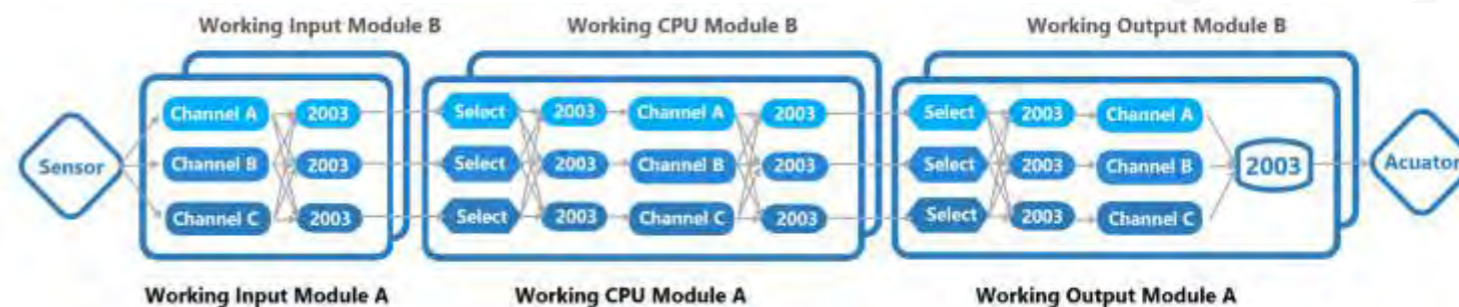 Working Input Module B Working CPU Module B Working Output Module B
Channel A 2003 Select 2003 Channel A 2003 Select 2003 Channel A
Sensor Channel B 2003 Select 2003 Channel B 2003 Select 2003 Channel B 2003 Acuator
Channel C 2003 Select 2003 Channel C 2003 Select 2003 Channel C
Working Input Module A Working CPU Module A Working Output Module A